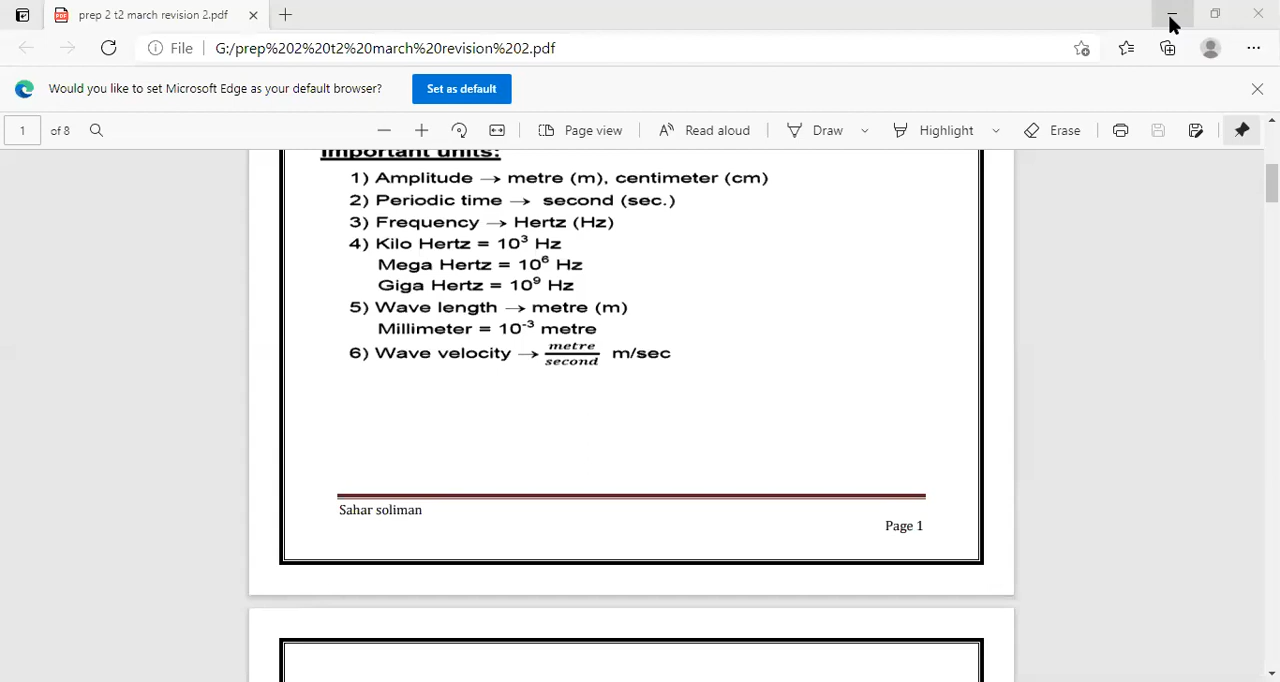 prep 2 t2 march revision 2.pdf
File
G:/prep%202%20t2%20march%20revision%202.pdf
Would you like to set Microsoft Edge as your default browser?
Set as default
1 of 8
Page view
Read aloud
Draw
Highlight
Erase
Important units:
1) Amplitude → metre (m), centimeter (cm)
2) Periodic time → second (sec.)
3) Frequency → Hertz (Hz)
4) Kilo Hertz = 10³ Hz
Mega Hertz = 10⁶ Hz
Giga Hertz = 10⁹ Hz
5) Wave length → metre (m)
Millimeter = 10⁻³ metre
6) Wave velocity → metre/second m/sec
Sahar soliman
Page 1